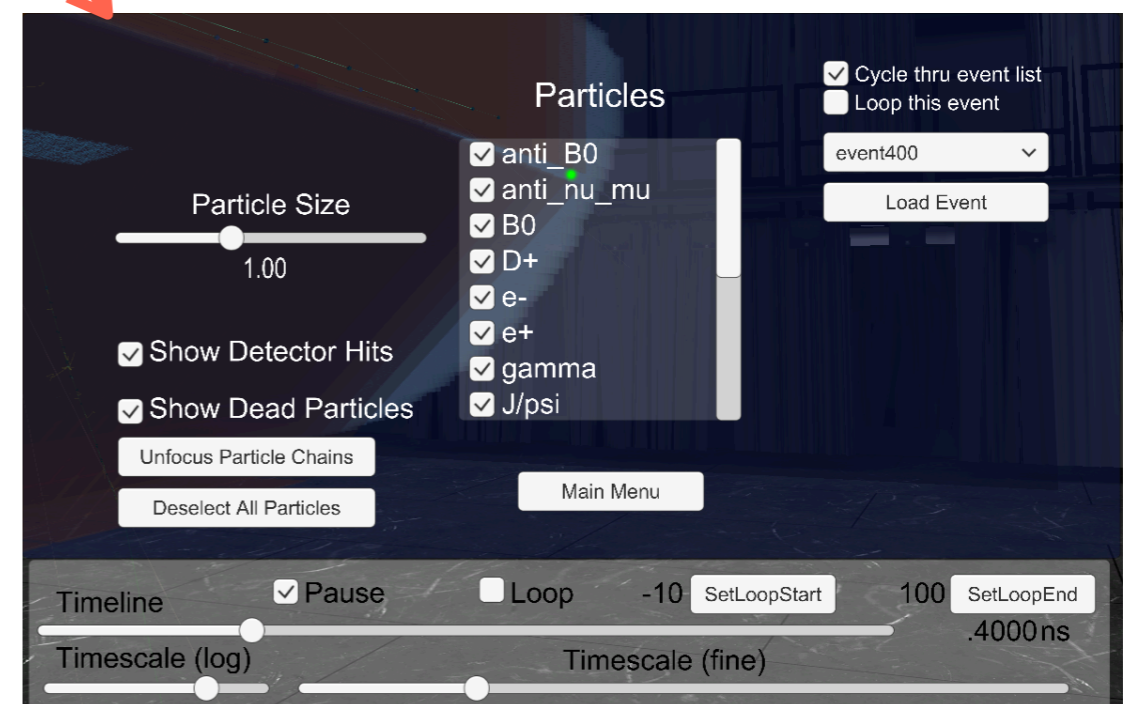 Particles
Cycle thru event list
Loop this event
event400
Load Event
Particle Size
1.00
Show Detector Hits
Show Dead Particles
Unfocus Particle Chains
Deselect All Particles
anti_B0
anti_nu_mu
B0
D+
e-
e+
gamma
J/psi
Main Menu
Timeline
Pause
Loop
-10
SetLoopStart
100
SetLoopEnd
.4000ns
Timescale (log)
Timescale (fine)